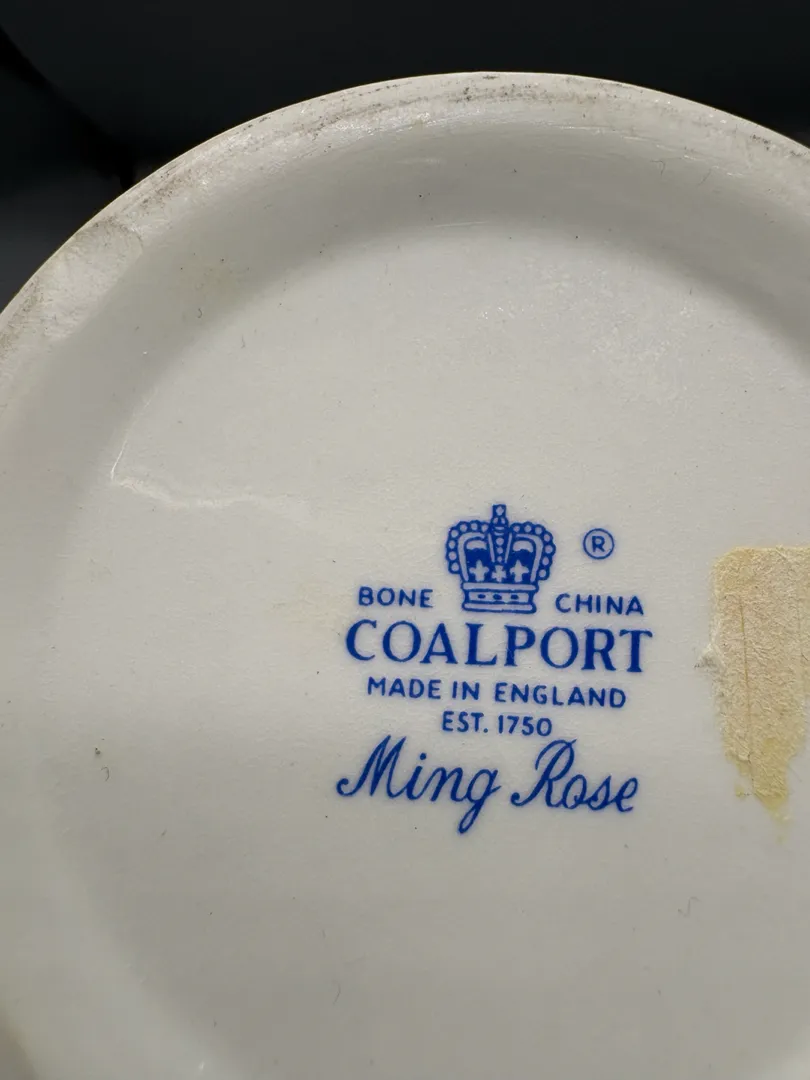 ®
BONE CHINA
COALPORT
MADE IN ENGLAND
EST. 1750
Ming Rose